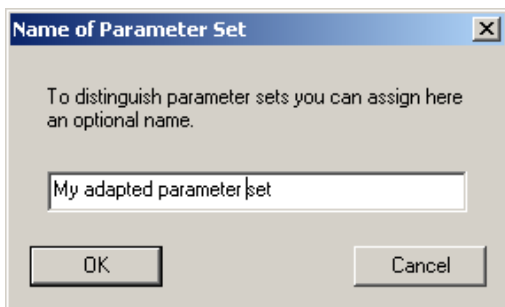 Name of Parameter Set
To distinguish parameter sets you can assign here
an optional name.
My adapted parameter set
OK
Cancel